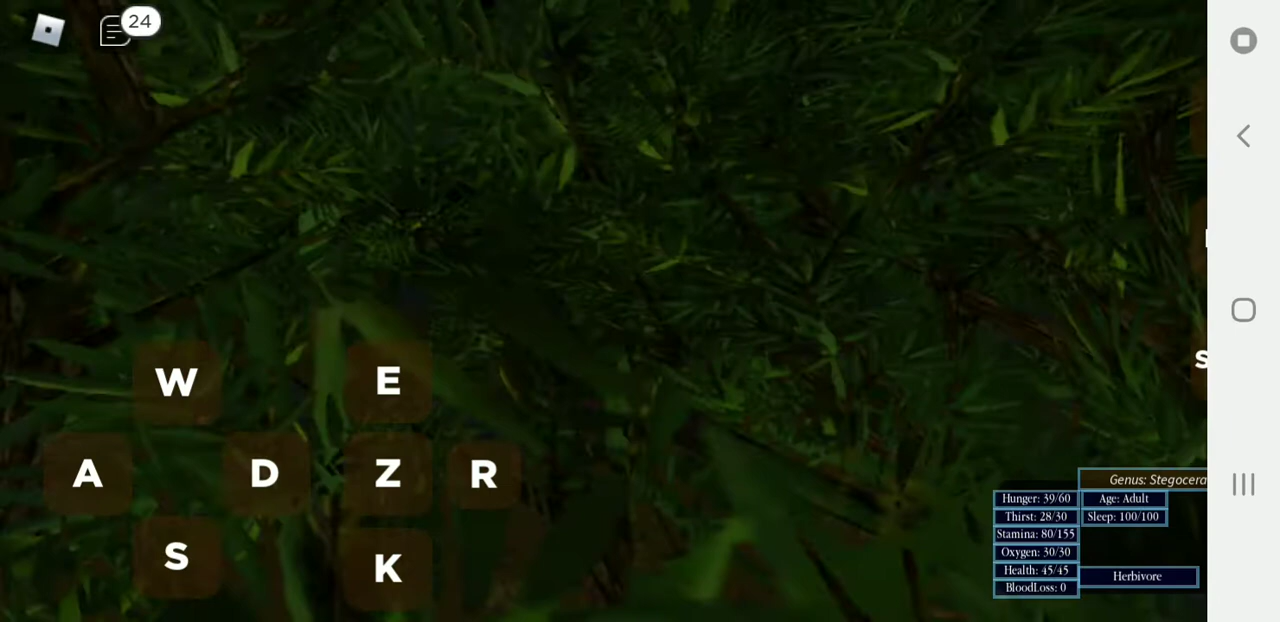 24
W
E
A
D
Z
R
S
K
S
Genus: Stegocera
Hunger: 39/60
Age: Adult
Thirst: 28/30
Sleep: 100/100
Stamina: 80/155
Oxygen: 30/30
Health: 45/45
Herbivore
BloodLoss: 0